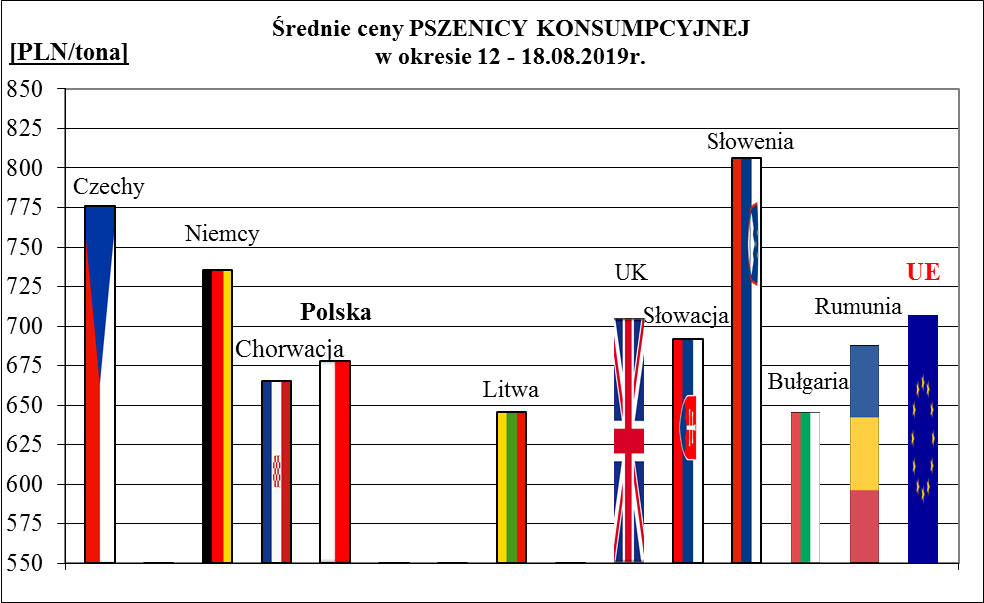 Średnie ceny PSZENICY KONSUMPCYJNEJ
w okresie 12 - 18.08.2019r.
[PLN/tona]
850
825
800
775
750
725
700
675
650
625
600
575
550
Czechy
Niemcy
Chorwacja
Polska
Litwa
UK
Słowacja
Słowenia
Bułgaria
Rumunia
UE